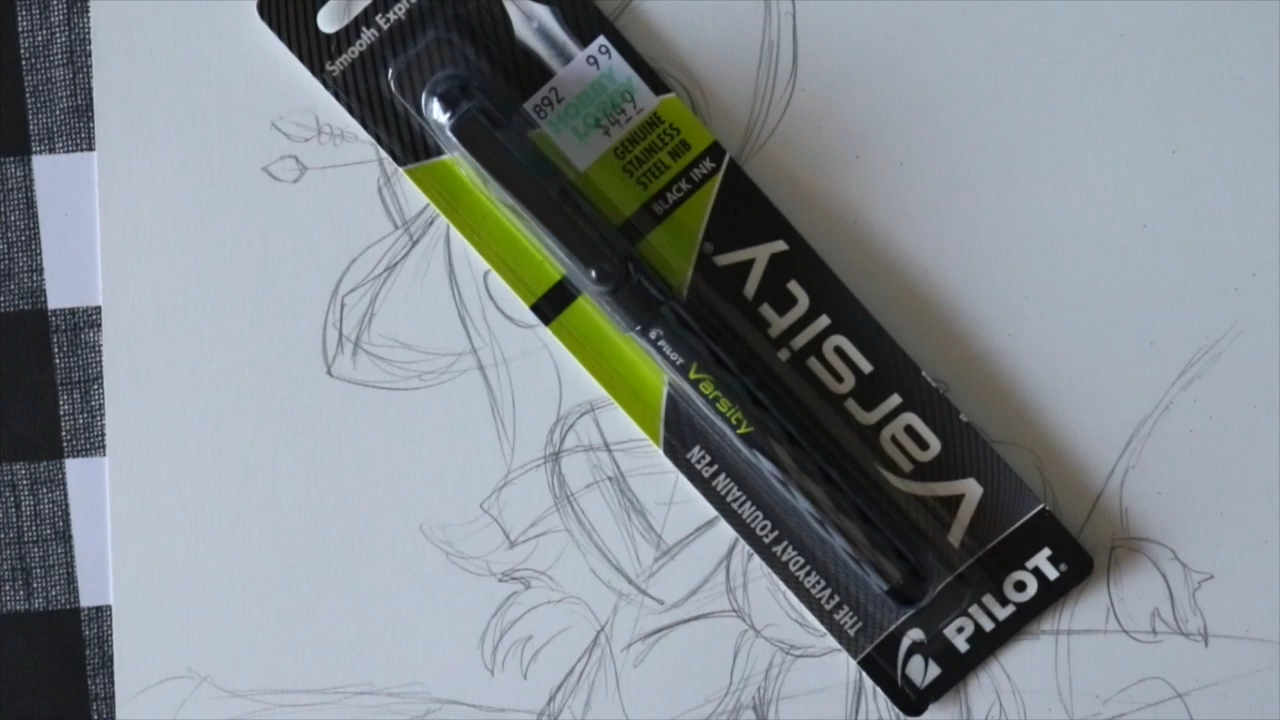 Smooth Expr
892 99
HOBBY
LOBBY
$4.49
GENUINE
STAINLESS
STEEL NIB
BLACK INK
Varsity®
PILOT
Varsity
THE EVERYDAY FOUNTAIN PEN
PILOT®